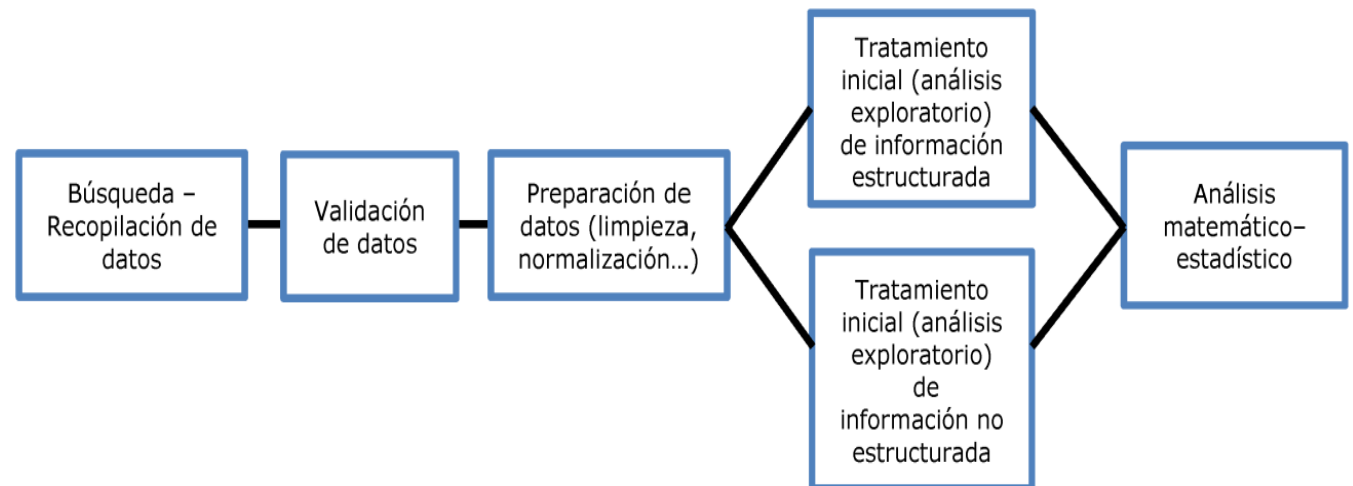 Búsqueda –
Recopilación de
datos
Validación
de datos
Preparación de
datos (limpieza,
normalización…)
Tratamiento
inicial (análisis
exploratorio)
de información
estructurada
Tratamiento
inicial (análisis
exploratorio)
de
información no
estructurada
Análisis
matemático–
estadístico